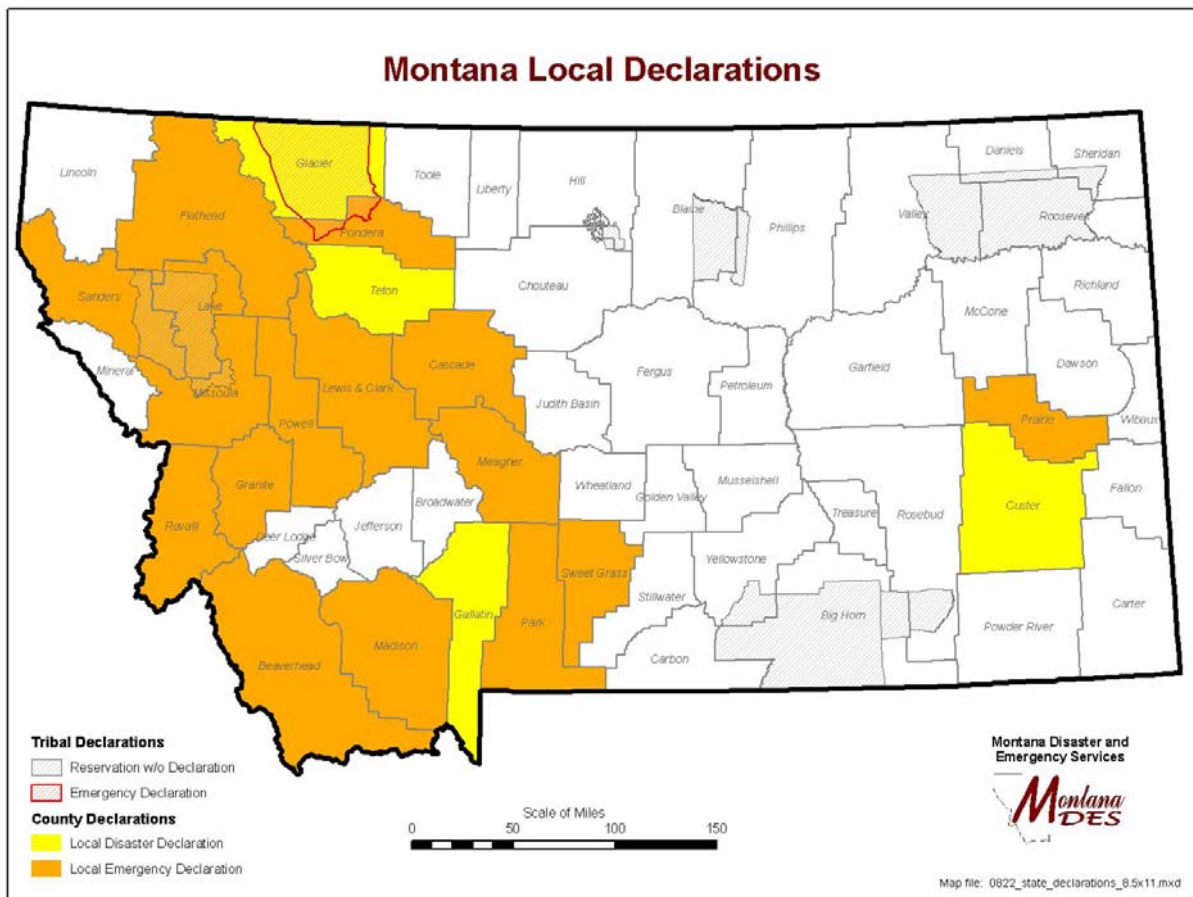 Montana Local Declarations
Lincoln
Flathead
Glacier
Toole
Liberty
Hill
Blaine
Phillips
Valley
Daniels
Sheridan
Roosevelt
Pondera
Teton
Chouteau
Sanders
Lake
Mineral
Missoula
Powell
Lewis & Clark
Cascade
Judith Basin
Fergus
Petroleum
Garfield
McCone
Richland
Dawson
Prairie
Wibaux
Ravalli
Granite
Deer Lodge
Silver Bow
Jefferson
Broadwater
Meagher
Wheatland
Golden Valley
Musselshell
Treasure
Rosebud
Custer
Fallon
Beaverhead
Madison
Gallatin
Park
Sweet Grass
Stillwater
Yellowstone
Carbon
Big Horn
Powder River
Carter
Tribal Declarations
Reservation w/o Declaration
Emergency Declaration
County Declarations
Local Disaster Declaration
Local Emergency Declaration
Scale of Miles
0 50 100 150
Montana Disaster and
Emergency Services
Montana
DES
Map file: 0822_state_declarations_8.5x11.mxd